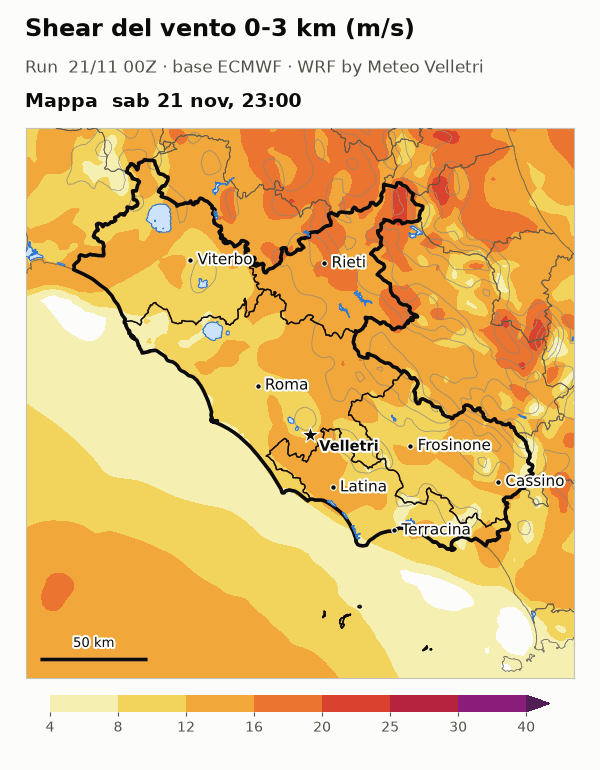 Shear del vento 0-3 km (m/s)
Run 21/11 00Z · base ECMWF · WRF by Meteo Velletri
Mappa sab 21 nov, 23:00
Viterbo
Rieti
Roma
Velletri
Frosinone
Latina
Cassino
Terracina
50 km
4 8 12 16 20 25 30 40